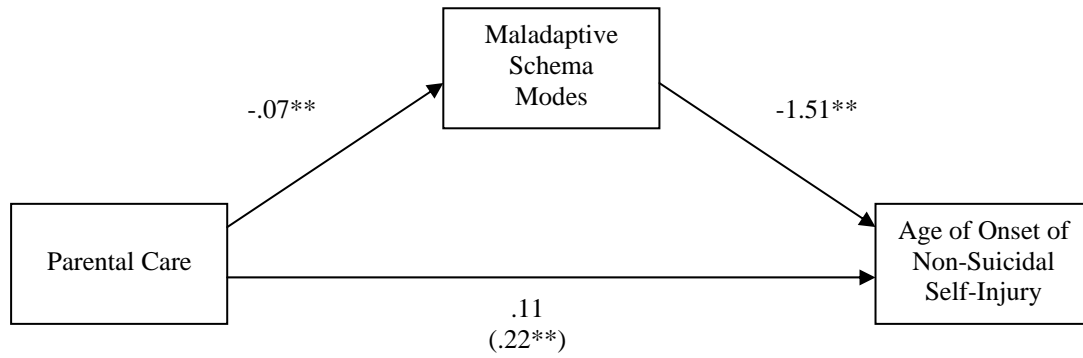 Maladaptive
Schema
Modes
-.07**
-1.51**
Parental Care
Age of Onset of
Non-Suicidal
Self-Injury
.11
(.22**)